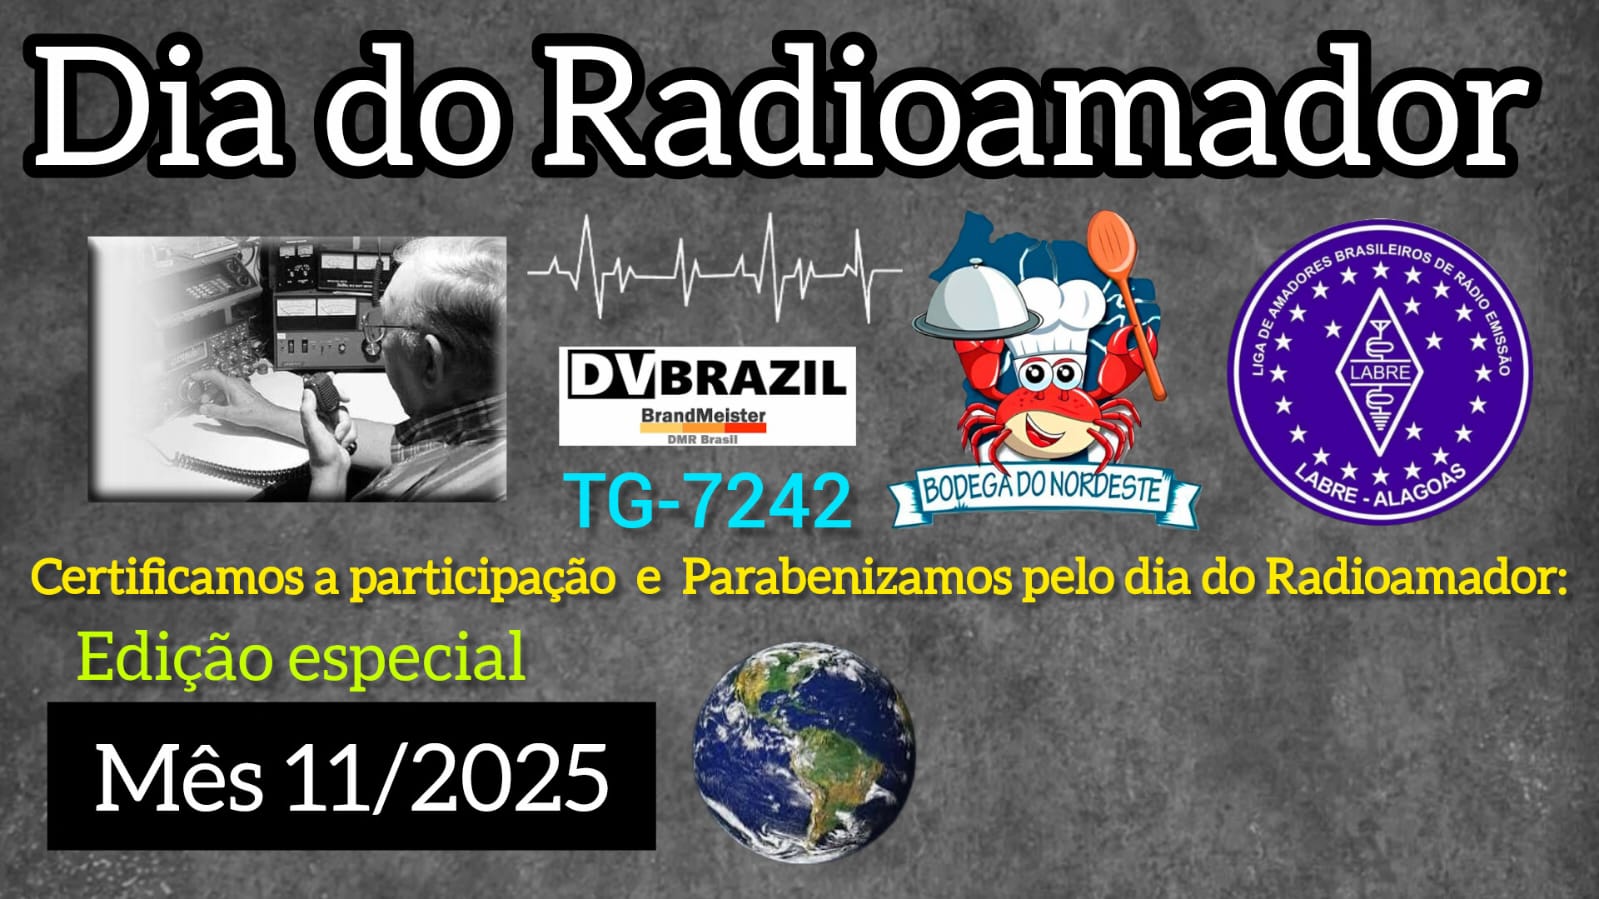 Dia do Radioamador
DVBRAZIL
BrandMeister
DMR Brasil
TG-7242
BODEGA DO NORDESTE
LIGA DE AMADORES BRASILEIROS DE RÁDIO EMISSÃO
LABRE
LABRE - ALAGOAS
Certificamos a participação e Parabenizamos pelo dia do Radioamador:
Edição especial
Mês 11/2025